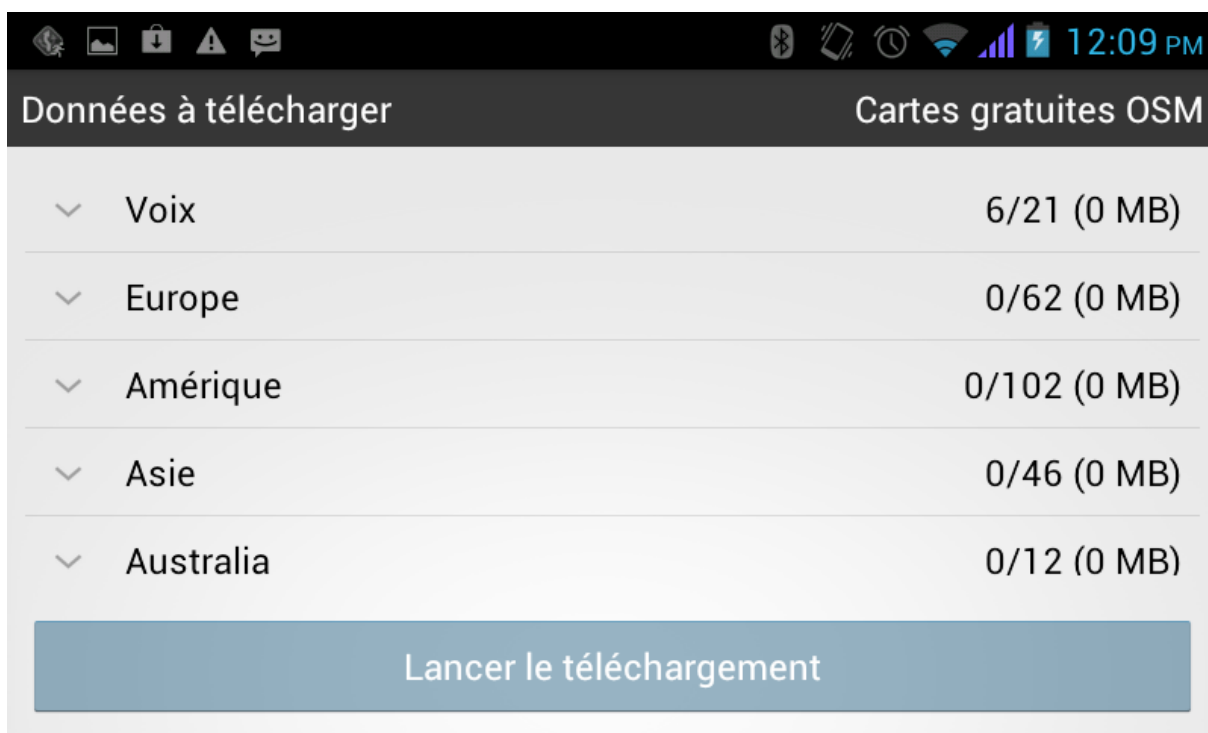 12:09 PM
Données à télécharger Cartes gratuites OSM
Voix 6/21 (0 MB)
Europe 0/62 (0 MB)
Amérique 0/102 (0 MB)
Asie 0/46 (0 MB)
Australia 0/12 (0 MB)
Lancer le téléchargement